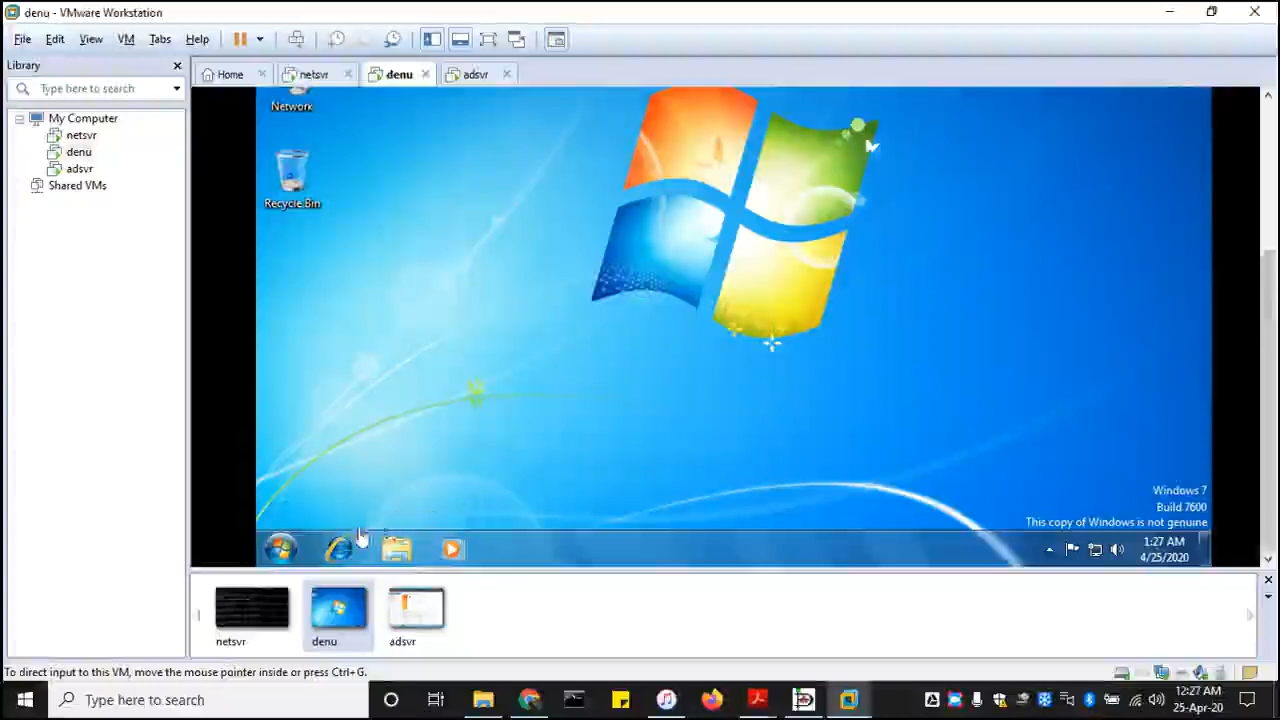 denu - VMware Workstation
File Edit View VM Tabs Help
Library
Type here to search
My Computer
netsvr
denu
adsvr
Shared VMs
Home netsvr denu adsvr
Network
Recycle Bin
Windows 7
Build 7600
This copy of Windows is not genuine
1:27 AM
4/25/2020
netsvr denu adsvr
To direct input to this VM, move the mouse pointer inside or press Ctrl+G.
Type here to search
12:27 AM
25-Apr-20